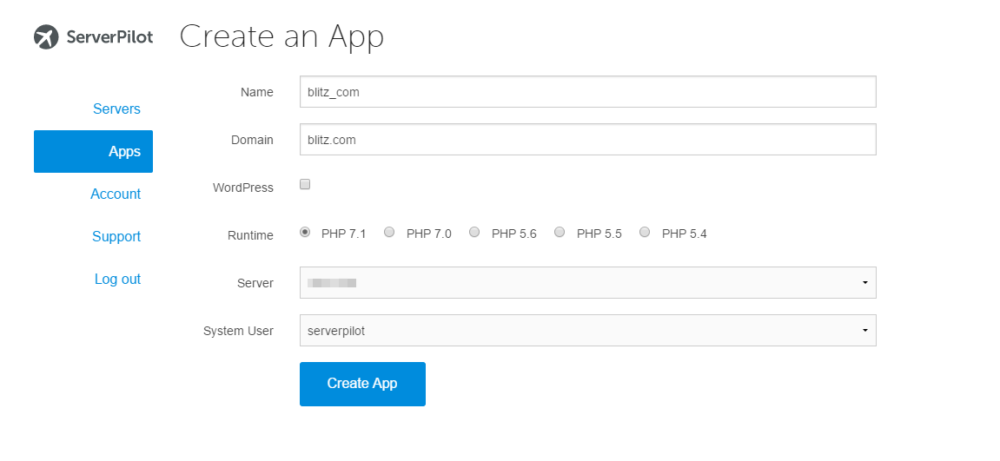 ServerPilot
Create an App
Servers
Apps
Account
Support
Log out
Name
blitz_com
Domain
blitz.com
WordPress
Runtime
PHP 7.1 PHP 7.0 PHP 5.6 PHP 5.5 PHP 5.4
Server
System User
serverpilot
Create App